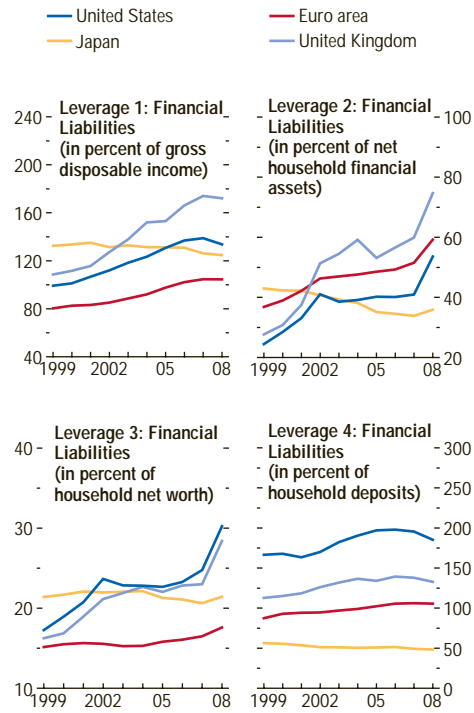 United States
Euro area
Japan
United Kingdom
Leverage 1: Financial
Liabilities
(in percent of gross
disposable income)
240
200
160
120
80
40
1999
2002
05
08
Leverage 2: Financial
Liabilities
(in percent of net
household financial
assets)
100
80
60
40
20
1999
2002
05
08
Leverage 3: Financial
Liabilities
(in percent of
household net worth)
40
30
20
10
1999
2002
05
08
Leverage 4: Financial
Liabilities
(in percent of
household deposits)
300
250
200
150
100
50
0
1999
2002
05
08